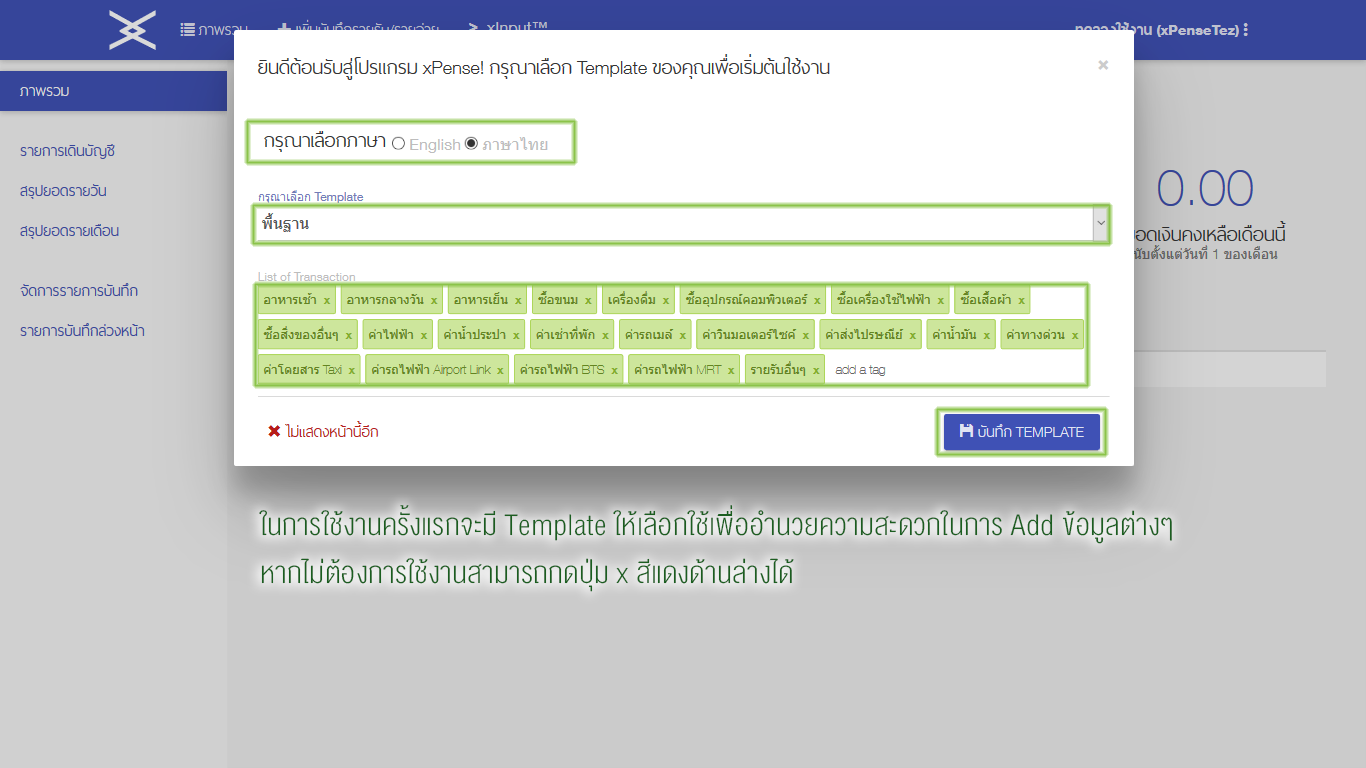 ภาพรวม เพิ่มบันทึกรายรับ/รายจ่าย xInput™ ทดลองใช้งาน (xPenseTez)
ยินดีต้อนรับสู่โปรแกรม xPense! กรุณาเลือก Template ของคุณเพื่อเริ่มต้นใช้งาน ×
ภาพรวม
กรุณาเลือกภาษา English ภาษาไทย
รายการเดินบัญชี
สรุปยอดรายวัน
สรุปยอดรายเดือน
จัดการรายการบันทึก
รายการบันทึกล่วงหน้า
กรุณาเลือก Template
พื้นฐาน
0.00
อดเงินคงเหลือเดือนนี้
นับตั้งแต่วันที่ 1 ของเดือน
List of Transaction
อาหารเช้า x อาหารกลางวัน x อาหารเย็น x ซื้อขนม x เครื่องดื่ม x ซื้ออุปกรณ์คอมพิวเตอร์ x ซื้อเครื่องใช้ไฟฟ้า x ซื้อเสื้อผ้า x
ซื้อสิ่งของอื่นๆ x ค่าไฟฟ้า x ค่าน้ำประปา x ค่าเช่าที่พัก x ค่ารถเมล์ x ค่าวินมอเตอร์ไซค์ x ค่าส่งไปรษณีย์ x ค่าน้ำมัน x ค่าทางด่วน x
ค่าโดยสาร Taxi x ค่ารถไฟฟ้า Airport Link x ค่ารถไฟฟ้า BTS x ค่ารถไฟฟ้า MRT x รายรับอื่นๆ x add a tag
ไม่แสดงหน้านี้อีก บันทึก TEMPLATE
ในการใช้งานครั้งแรกจะมี Template ให้เลือกใช้เพื่ออำนวยความสะดวกในการ Add ข้อมูลต่างๆ
หากไม่ต้องการใช้งานสามารถกดปุ่ม x สีแดงด้านล่างได้